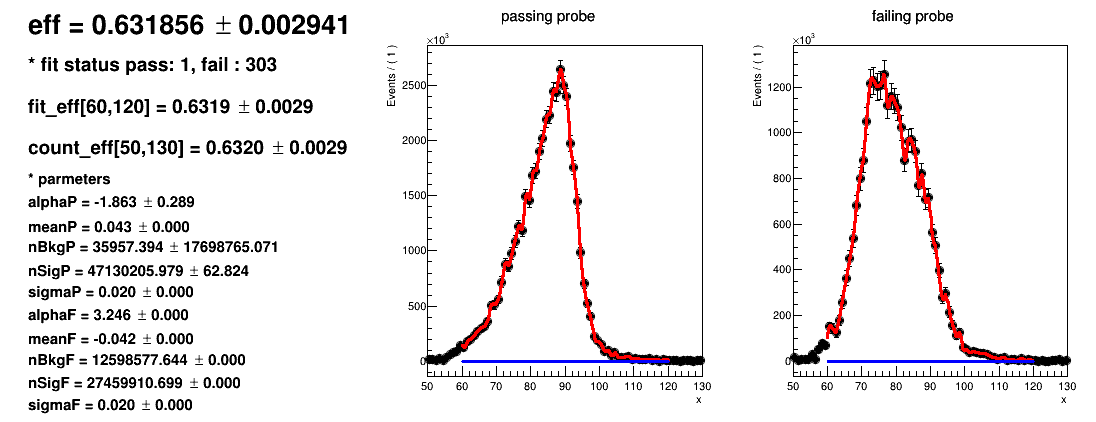 eff = 0.631856 ± 0.002941
* fit status pass: 1, fail : 303
fit_eff[60,120] = 0.6319 ± 0.0029
count_eff[50,130] = 0.6320 ± 0.0029
* parmeters
alphaP = -1.863 ± 0.289
meanP = 0.043 ± 0.000
nBkgP = 35957.394 ± 17698765.071
nSigP = 47130205.979 ± 62.824
sigmaP = 0.020 ± 0.000
alphaF = 3.246 ± 0.000
meanF = -0.042 ± 0.000
nBkgF = 12598577.644 ± 0.000
nSigF = 27459910.699 ± 0.000
sigmaF = 0.020 ± 0.000
passing probe
×10³
Events / ( 1 )
2500
2000
1500
1000
500
0
50 60 70 80 90 100 110 120 130
x
failing probe
×10³
Events / ( 1 )
1200
1000
800
600
400
200
0
50 60 70 80 90 100 110 120 130
x